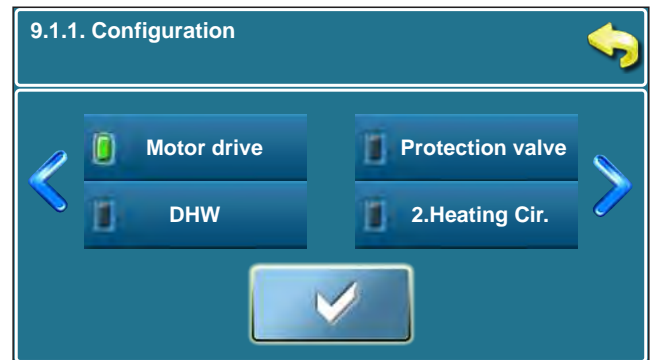 9.1.1. Configuration
Motor drive
Protection valve
DHW
2.Heating Cir.